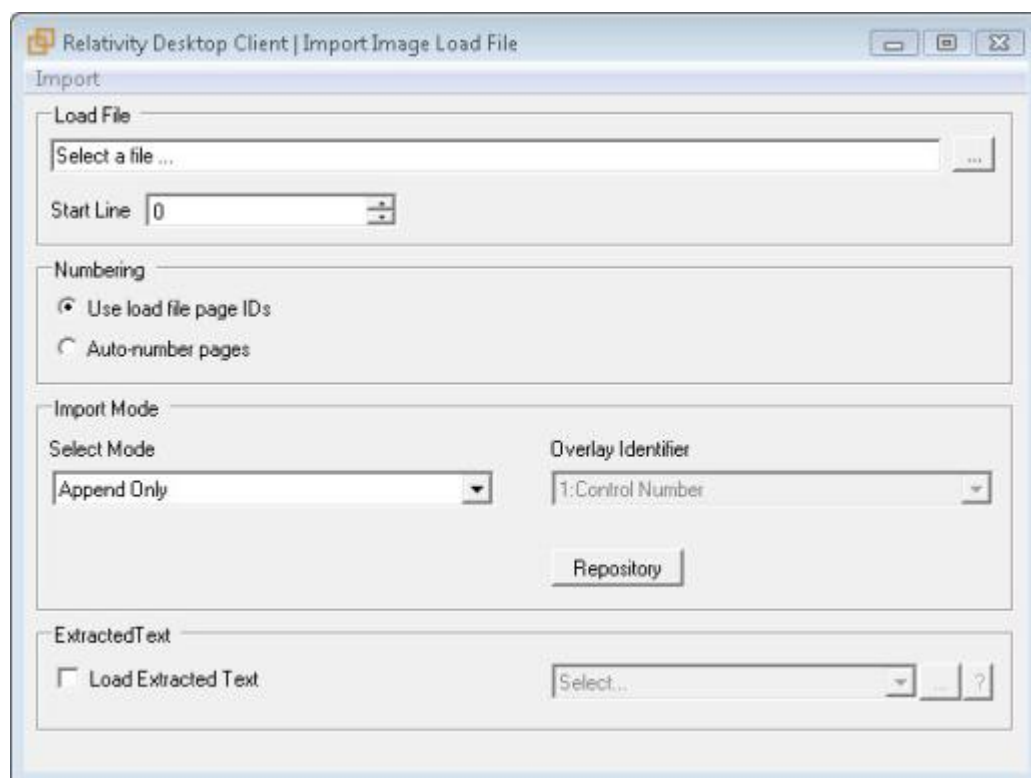 Relativity Desktop Client | Import Image Load File
Import
Load File
Select a file ...
...
Start Line 0
Numbering
Use load file page IDs
Auto-number pages
Import Mode
Select Mode Overlay Identifier
Append Only 1:Control Number
Repository
ExtractedText
Load Extracted Text Select... ... ?